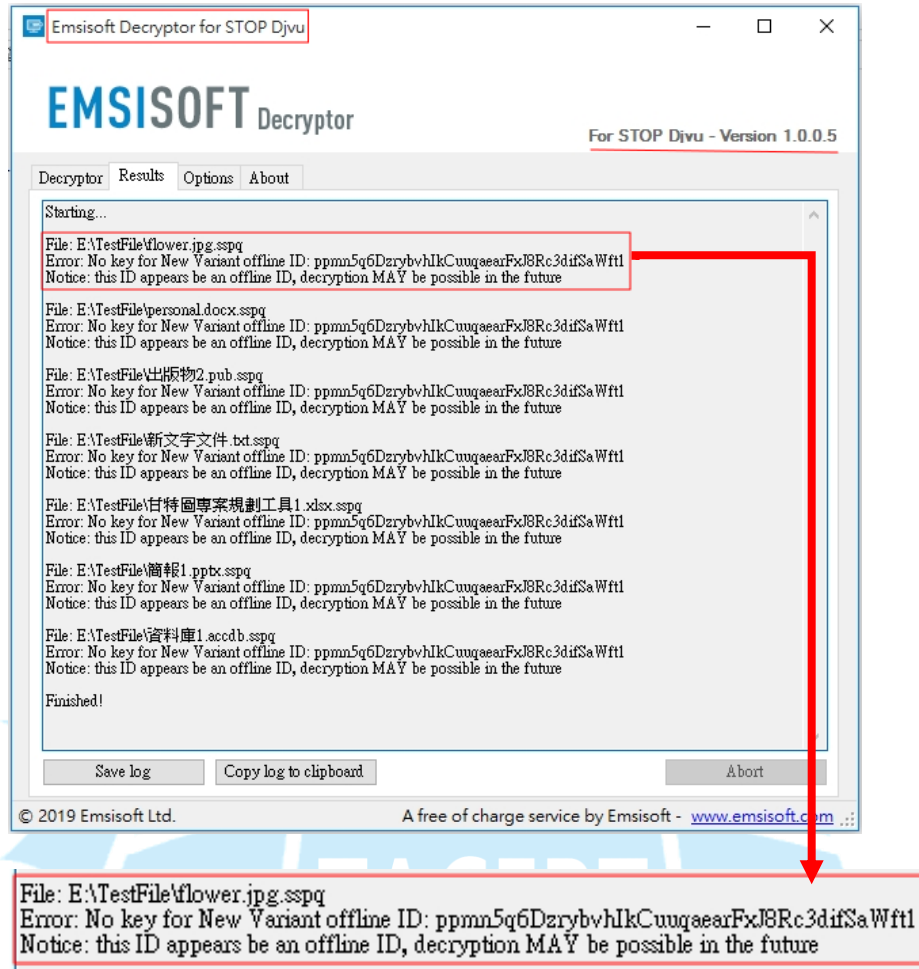 Emsisoft Decryptor for STOP Djvu
EMSISOFT Decryptor
For STOP Djvu - Version 1.0.0.5
Decryptor Results Options About
Starting...
File: E:\TestFile\flower.jpg.sspq
Error: No key for New Variant offline ID: ppmn5q6DzrybvhIkCuuqaearFxJ8Rc3difSaWft1
Notice: this ID appears be an offline ID, decryption MAY be possible in the future
File: E:\TestFile\personal.docx.sspq
Error: No key for New Variant offline ID: ppmn5q6DzrybvhIkCuuqaearFxJ8Rc3difSaWft1
Notice: this ID appears be an offline ID, decryption MAY be possible in the future
File: E:\TestFile\出版物2.pub.sspq
Error: No key for New Variant offline ID: ppmn5q6DzrybvhIkCuuqaearFxJ8Rc3difSaWft1
Notice: this ID appears be an offline ID, decryption MAY be possible in the future
File: E:\TestFile\新文字文件.txt.sspq
Error: No key for New Variant offline ID: ppmn5q6DzrybvhIkCuuqaearFxJ8Rc3difSaWft1
Notice: this ID appears be an offline ID, decryption MAY be possible in the future
File: E:\TestFile\甘特圖專案規劃工具1.xlsx.sspq
Error: No key for New Variant offline ID: ppmn5q6DzrybvhIkCuuqaearFxJ8Rc3difSaWft1
Notice: this ID appears be an offline ID, decryption MAY be possible in the future
File: E:\TestFile\簡報1.pptx.sspq
Error: No key for New Variant offline ID: ppmn5q6DzrybvhIkCuuqaearFxJ8Rc3difSaWft1
Notice: this ID appears be an offline ID, decryption MAY be possible in the future
File: E:\TestFile\資料庫1.accdb.sspq
Error: No key for New Variant offline ID: ppmn5q6DzrybvhIkCuuqaearFxJ8Rc3difSaWft1
Notice: this ID appears be an offline ID, decryption MAY be possible in the future
Finished!
Save log Copy log to clipboard Abort
© 2019 Emsisoft Ltd. A free of charge service by Emsisoft - www.emsisoft.com
File: E:\TestFile\flower.jpg.sspq
Error: No key for New Variant offline ID: ppmn5q6DzrybvhIkCuuqaearFxJ8Rc3difSaWft1
Notice: this ID appears be an offline ID, decryption MAY be possible in the future